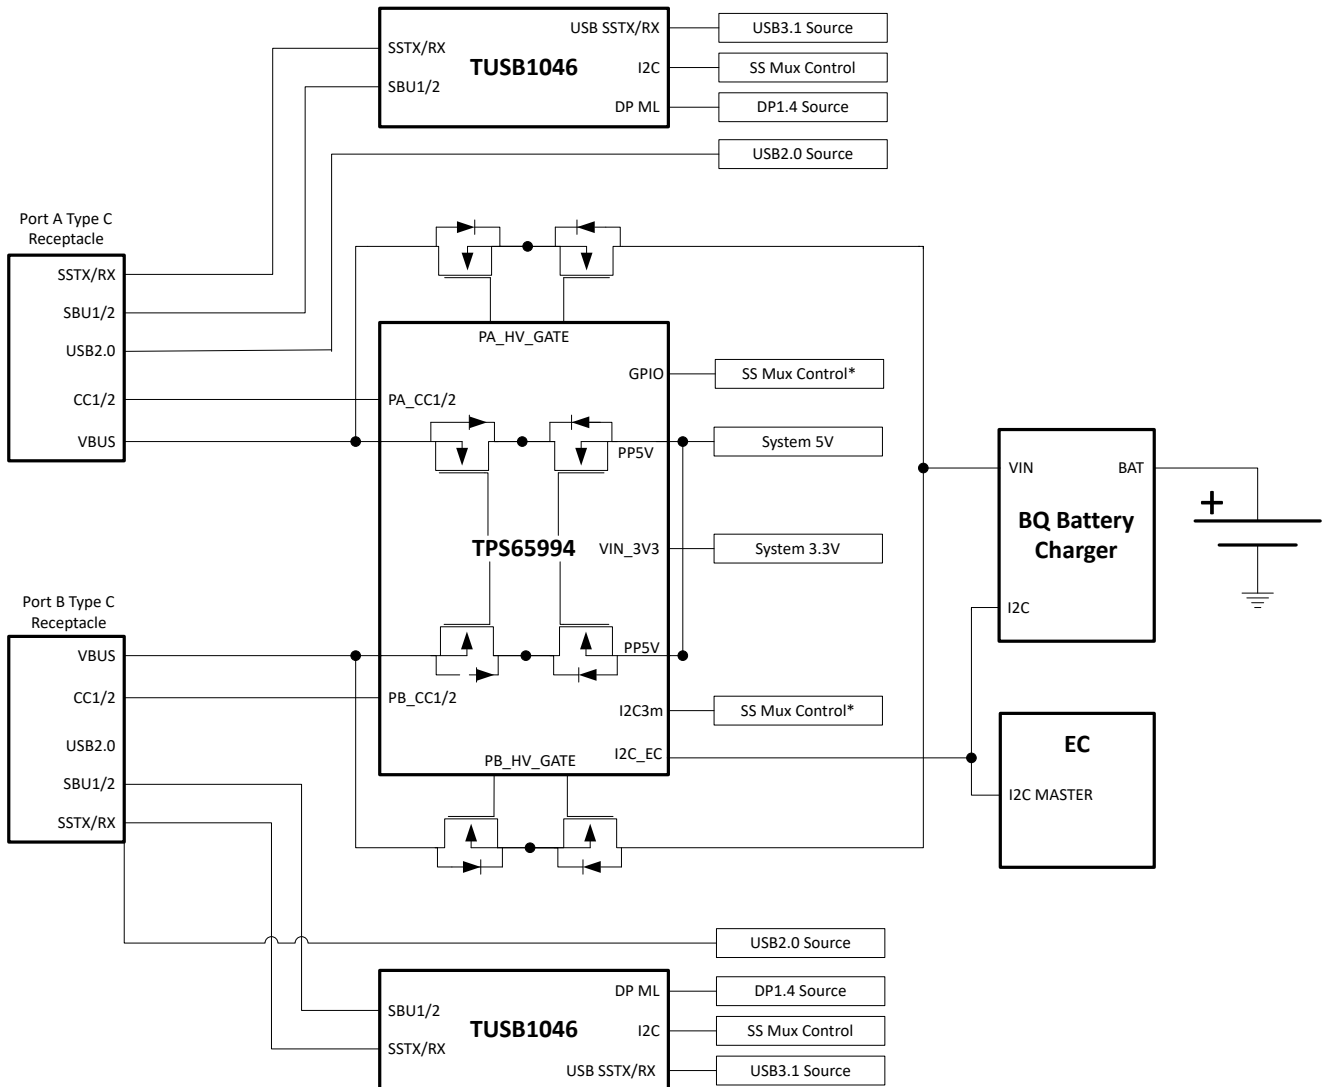 USB SSTX/RX
USB3.1 Source
SSTX/RX
TUSB1046
I2C
SS Mux Control
SBU1/2
DP ML
DP1.4 Source
USB2.0 Source
Port A Type C
Receptacle
SSTX/RX
SBU1/2
USB2.0
CC1/2
VBUS
PA_HV_GATE
GPIO
SS Mux Control*
PA_CC1/2
PP5V
System 5V
TPS65994
VIN_3V3
System 3.3V
VIN
BAT
BQ Battery
Charger
I2C
+
Port B Type C
Receptacle
VBUS
CC1/2
USB2.0
SBU1/2
SSTX/RX
PP5V
PB_CC1/2
I2C3m
SS Mux Control*
I2C_EC
PB_HV_GATE
EC
I2C MASTER
USB2.0 Source
DP ML
DP1.4 Source
SBU1/2
TUSB1046
I2C
SS Mux Control
SSTX/RX
USB SSTX/RX
USB3.1 Source